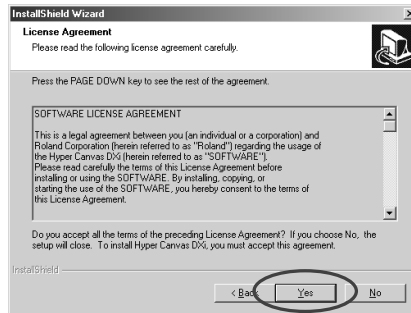 InstallShield Wizard
License Agreement
Please read the following license agreement carefully.
Press the PAGE DOWN key to see the rest of the agreement.
SOFTWARE LICENSE AGREEMENT
This is a legal agreement between you (an individual or a corporation) and
Roland Corporation (herein referred to as "Roland") regarding the usage of
the Hyper Canvas DXi (herein referred to as "SOFTWARE").
Please read carefully the terms of this License Agreement before
installing or using the SOFTWARE. By installing, copying, or
starting the use of the SOFTWARE, you hereby consent to the terms of
this License Agreement.
Do you accept all the terms of the preceding License Agreement? If you choose No, the
setup will close. To install Hyper Canvas DXi, you must accept this agreement.
InstallShield
< Back Yes No